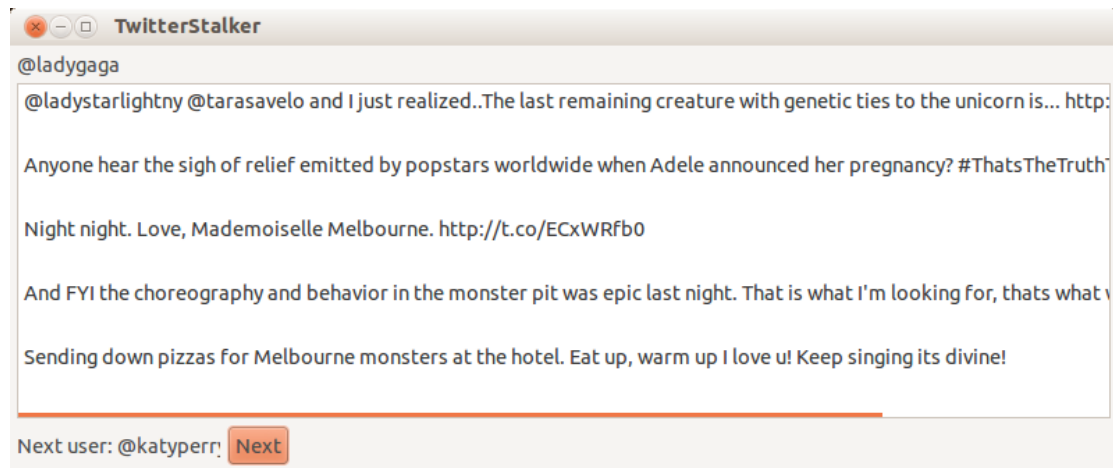 TwitterStalker
@ladygaga
@ladystarlightny @tarasavelo and I just realized..The last remaining creature with genetic ties to the unicorn is... http:
Anyone hear the sigh of relief emitted by popstars worldwide when Adele announced her pregnancy? #ThatsTheTruth
Night night. Love, Mademoiselle Melbourne. http://t.co/ECxWRfb0
And FYI the choreography and behavior in the monster pit was epic last night. That is what I'm looking for, thats what
Sending down pizzas for Melbourne monsters at the hotel. Eat up, warm up I love u! Keep singing its divine!
Next user: @katyperry Next